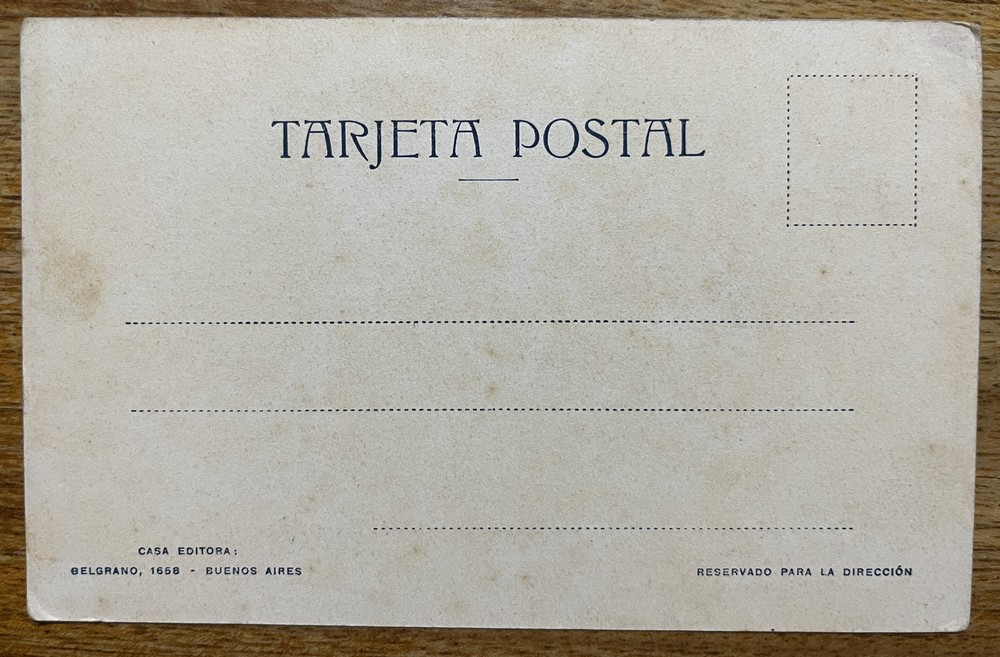 TARJETA POSTAL
CASA EDITORA:
BELGRANO, 1658 - BUENOS AIRES
RESERVADO PARA LA DIRECCIÓN